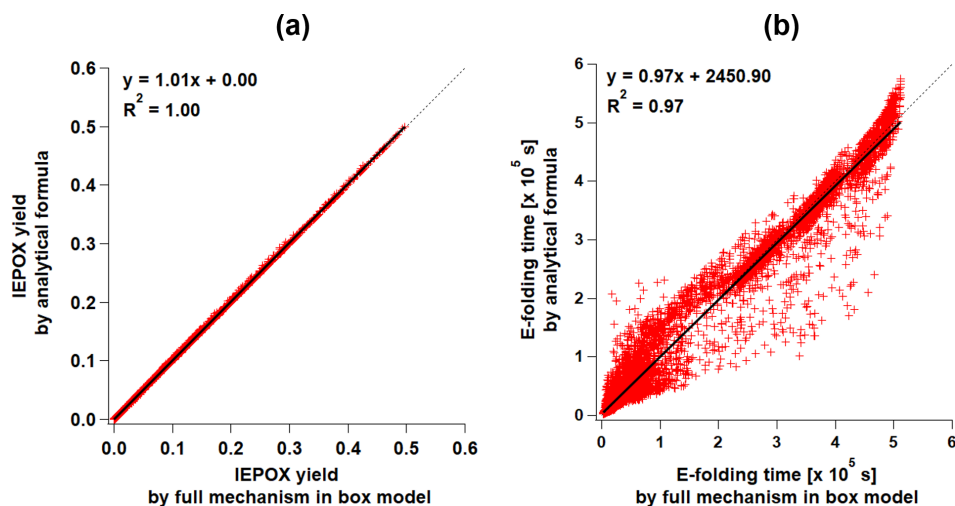 (a)
y = 1.01x + 0.00
R² = 1.00
0.6
0.5
0.4
0.3
0.2
0.1
0.0
IEPOX yield
by analytical formula
0.0 0.1 0.2 0.3 0.4 0.5 0.6
IEPOX yield
by full mechanism in box model
(b)
y = 0.97x + 2450.90
R² = 0.97
6
5
4
3
2
1
0
E-folding time [x 10⁵ s]
by analytical formula
0 1 2 3 4 5 6
E-folding time [x 10⁵ s]
by full mechanism in box model